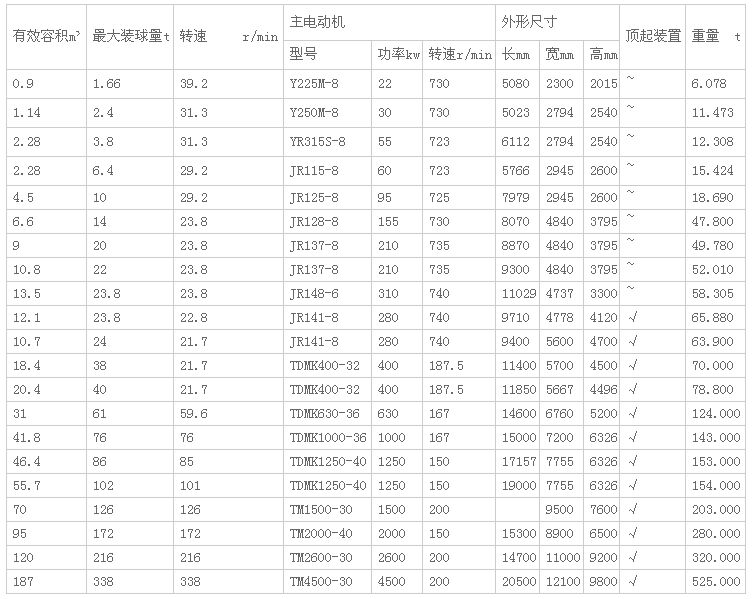 有效容积m³ 最大装球量t 转速 r/min 主电动机 外形尺寸 顶起装置 重量 t
型号 功率kw 转速r/min 长mm 宽mm 高mm
0.9 1.66 39.2 Y225M-8 22 730 5080 2300 2015 ~ 6.078
1.14 2.4 31.3 Y250M-8 30 730 5023 2794 2540 ~ 11.473
2.28 3.8 31.3 YR315S-8 55 723 6112 2794 2540 ~ 12.308
2.28 6.4 29.2 JR115-8 60 723 5766 2945 2600 ~ 15.424
4.5 10 29.2 JR125-8 95 725 7979 2945 2600 ~ 18.690
6.6 14 23.8 JR128-8 155 730 8070 4840 3795 ~ 47.800
9 20 23.8 JR137-8 210 735 8870 4840 3795 ~ 49.780
10.8 22 23.8 JR137-8 210 735 9300 4840 3795 ~ 52.010
13.5 23.8 23.8 JR148-6 310 740 11029 4737 3300 ~ 58.305
12.1 23.8 22.8 JR141-8 280 740 9710 4778 4120 √ 65.880
10.7 24 21.7 JR141-8 280 740 9400 5600 4700 √ 63.900
18.4 38 21.7 TDMK400-32 400 187.5 11400 5700 4500 √ 70.000
20.4 40 21.7 TDMK400-32 400 187.5 11850 5667 4496 √ 78.800
31 61 59.6 TDMK630-36 630 167 14600 6760 5200 √ 124.000
41.8 76 76 TDMK1000-36 1000 167 15000 7200 6326 √ 143.000
46.4 86 85 TDMK1250-40 1250 150 17157 7755 6326 √ 153.000
55.7 102 101 TDMK1250-40 1250 150 19000 7755 6326 √ 154.000
70 126 126 TM1500-30 1500 200 9500 7600 √ 203.000
95 172 172 TM2000-40 2000 150 15300 8900 6500 √ 280.000
120 216 216 TM2600-30 2600 200 14700 11000 9200 √ 320.000
187 338 338 TM4500-30 4500 200 20500 12100 9800 √ 525.000